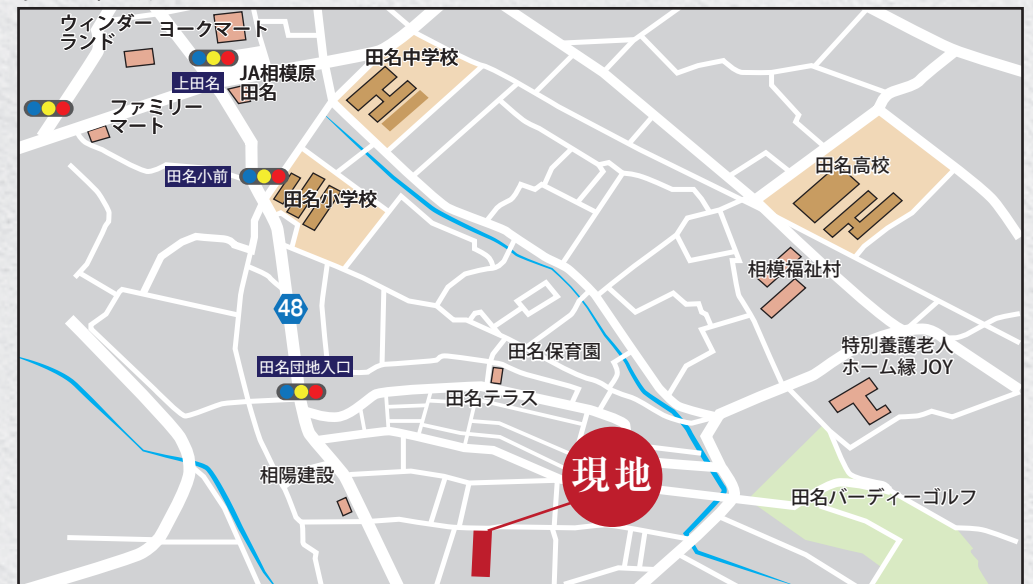 ウィンダー
ランド
ヨークマート
上田名
JA相模原
田名
田名中学校
ファミリー
マート
田名小前
田名小学校
田名高校
相模福祉村
48
田名団地入口
田名保育園
田名テラス
特別養護老人
ホーム縁 JOY
相陽建設
現地
田名バーディーゴルフ